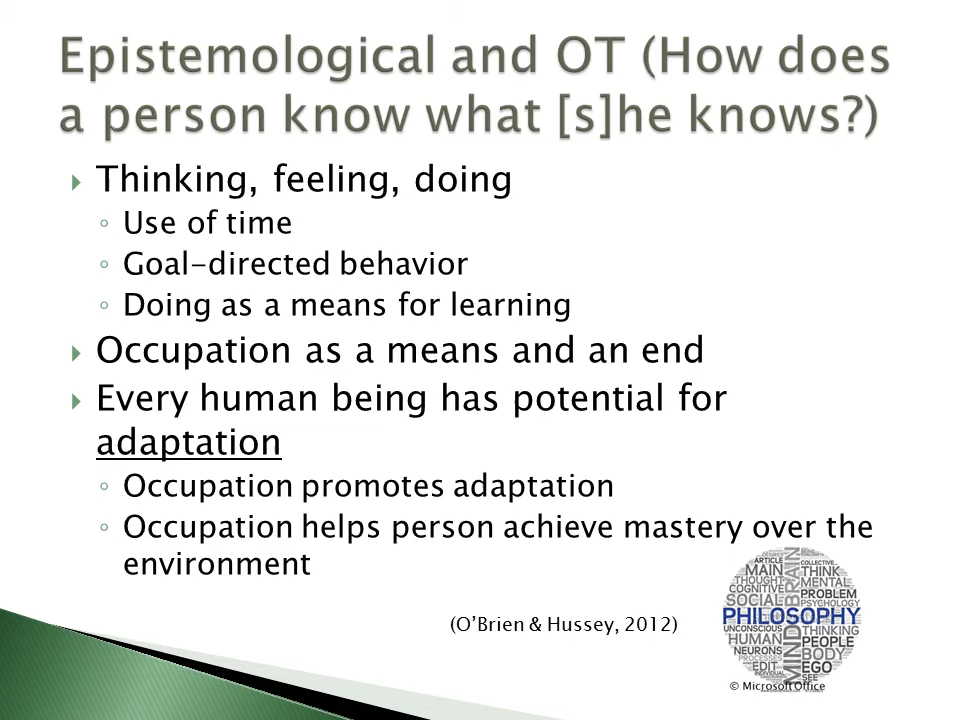 Epistemological and OT (How does
a person know what [s]he knows?)
Thinking, feeling, doing
Use of time
Goal-directed behavior
Doing as a means for learning
Occupation as a means and an end
Every human being has potential for
adaptation
Occupation promotes adaptation
Occupation helps person achieve mastery over the
environment
(O’Brien & Hussey, 2012)
ARTICLE
MAIN
THOUGHT
COGNITIVE
SOCIAL
BRAIN
COLLECTIVE
THINK
MENTAL
PROBLEM
PSYCHOLOGY
PHILOSOPHY
UNCONSCIOUS
HUMAN
NEURONS
PROCESSES
EDIT
INDIVIDUAL
MIND
THINKING
PEOPLE
BODY
EGO
SEE
© Microsoft Office